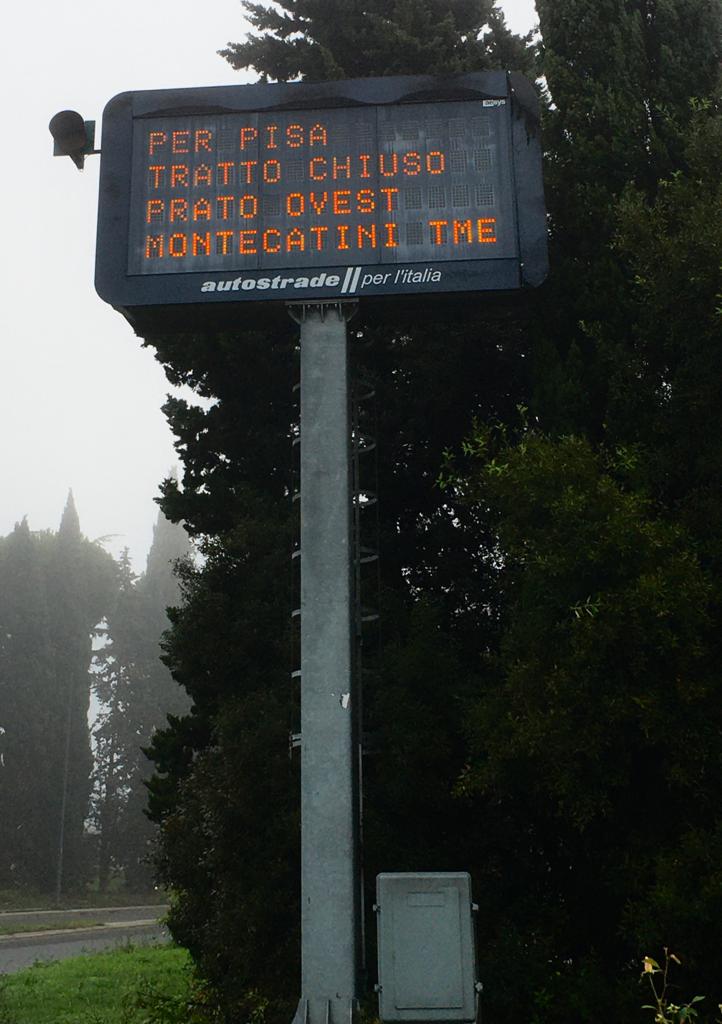 PER PISA
TRATTO CHIUSO
PRATO OVEST
MONTECATINI TME
autostrade // per l'italia